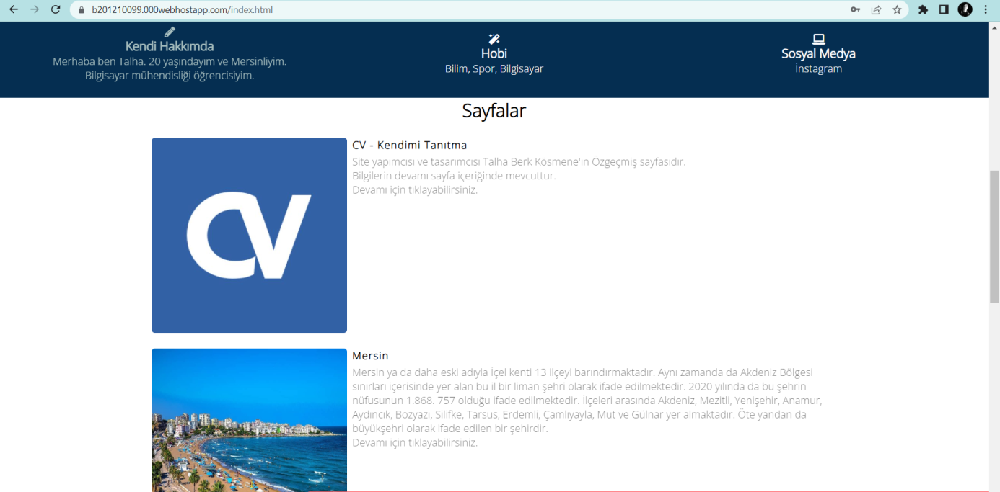 b201210099.000webhostapp.com/index.html
Kendi Hakkımda
Merhaba ben Talha. 20 yaşındayım ve Mersinliyim.
Bilgisayar mühendisliği öğrencisiyim.
Hobi
Bilim, Spor, Bilgisayar
Sosyal Medya
İnstagram
Sayfalar
CV
CV - Kendimi Tanıtma
Site yapımcısı ve tasarımcısı Talha Berk Kösmene'ın Özgeçmiş sayfasıdır.
Bilgilerin devamı sayfa içeriğinde mevcuttur.
Devamı için tıklayabilirsiniz.
Mersin
Mersin ya da daha eski adıyla İçel kenti 13 ilçeyi barındırmaktadır. Aynı zamanda da Akdeniz Bölgesi
sınırları içerisinde yer alan bu il bir liman şehri olarak ifade edilmektedir. 2020 yılında da bu şehrin
nüfusunun 1.868. 757 olduğu ifade edilmektedir. İlçeleri arasında Akdeniz, Mezitli, Yenişehir, Anamur,
Aydıncık, Bozyazı, Silifke, Tarsus, Erdemli, Çamlıyayla, Mut ve Gülnar yer almaktadır. Öte yandan da
büyükşehri olarak ifade edilen bir şehirdir.
Devamı için tıklayabilirsiniz.